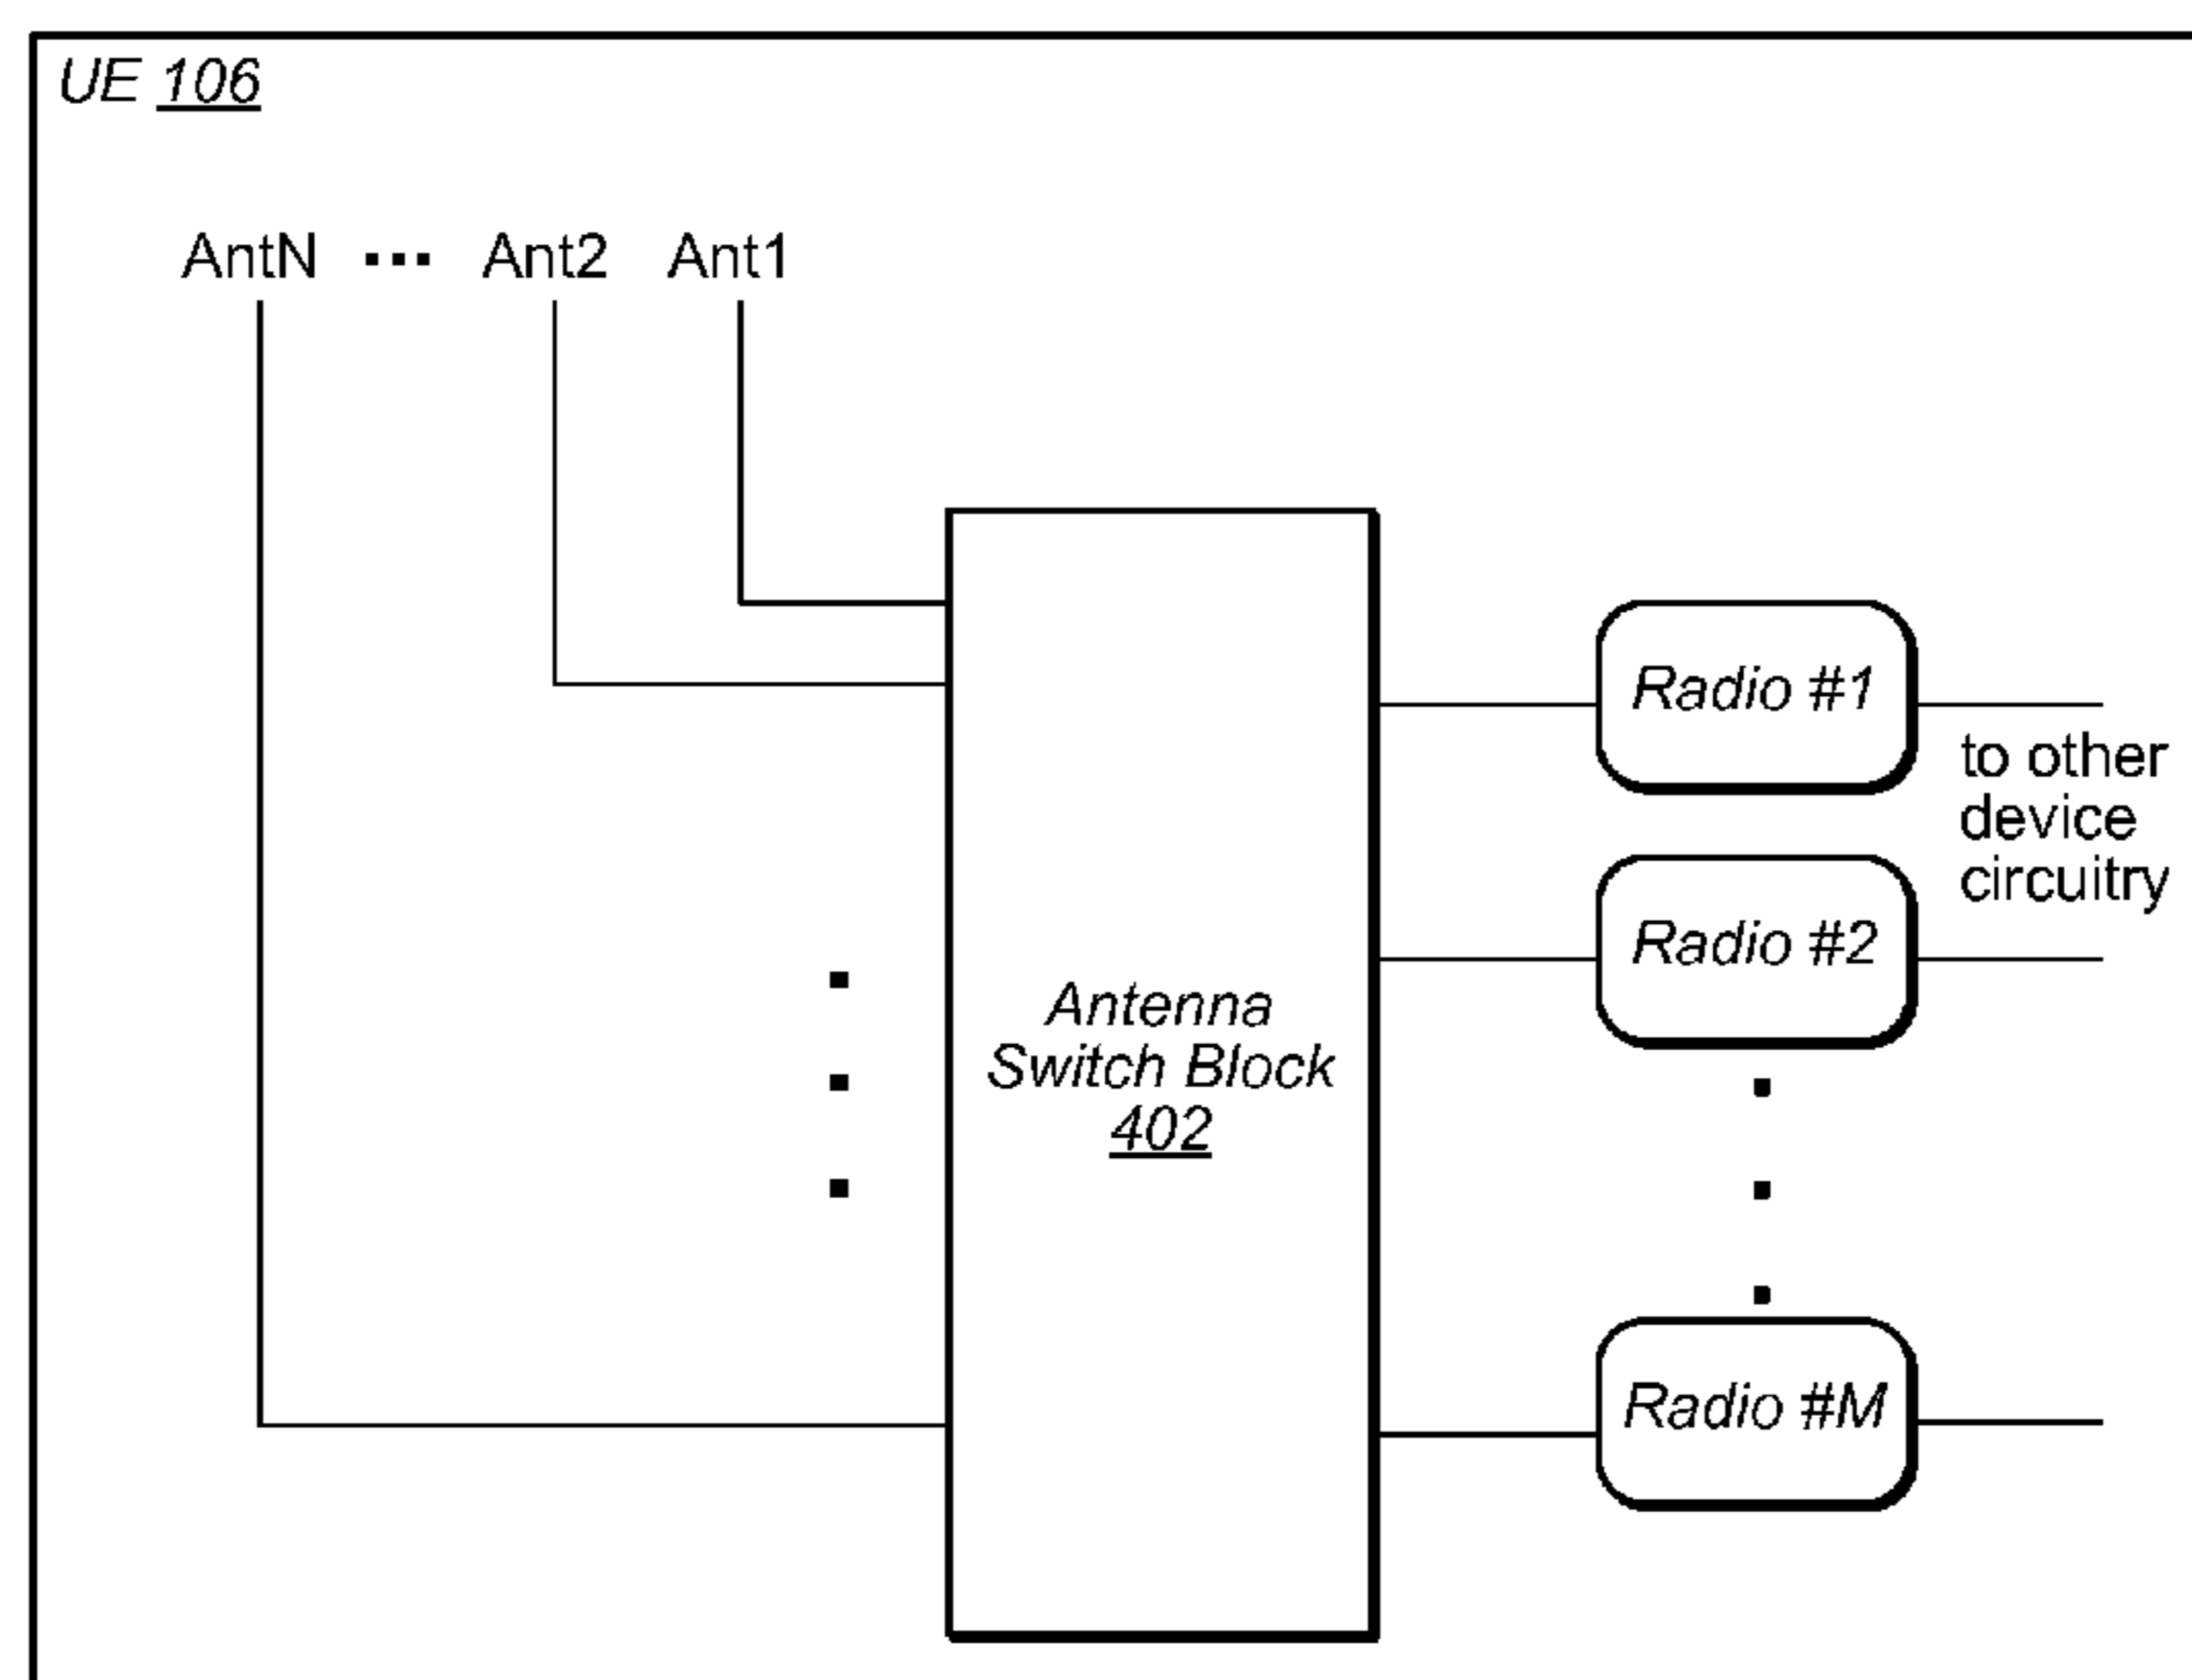 UE 106
AntN ... Ant2 Ant1
Radio #1
to other
device
circuitry
Radio #2
Antenna
Switch Block
402
Radio #M